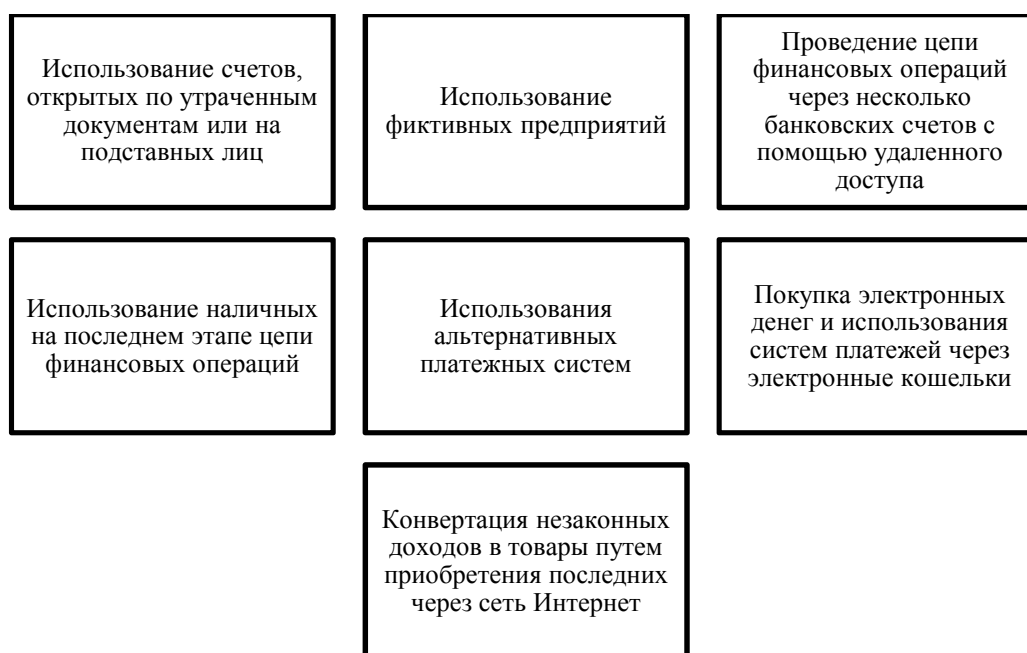 Использование счетов,
открытых по утраченным
документам или на
подставных лиц
Использование
фиктивных предприятий
Проведение цепи
финансовых операций
через несколько
банковских счетов с
помощью удаленного
доступа
Использование наличных
на последнем этапе цепи
финансовых операций
Использования
альтернативных
платежных систем
Покупка электронных
денег и использования
систем платежей через
электронные кошельки
Конвертация незаконных
доходов в товары путем
приобретения последних
через сеть Интернет